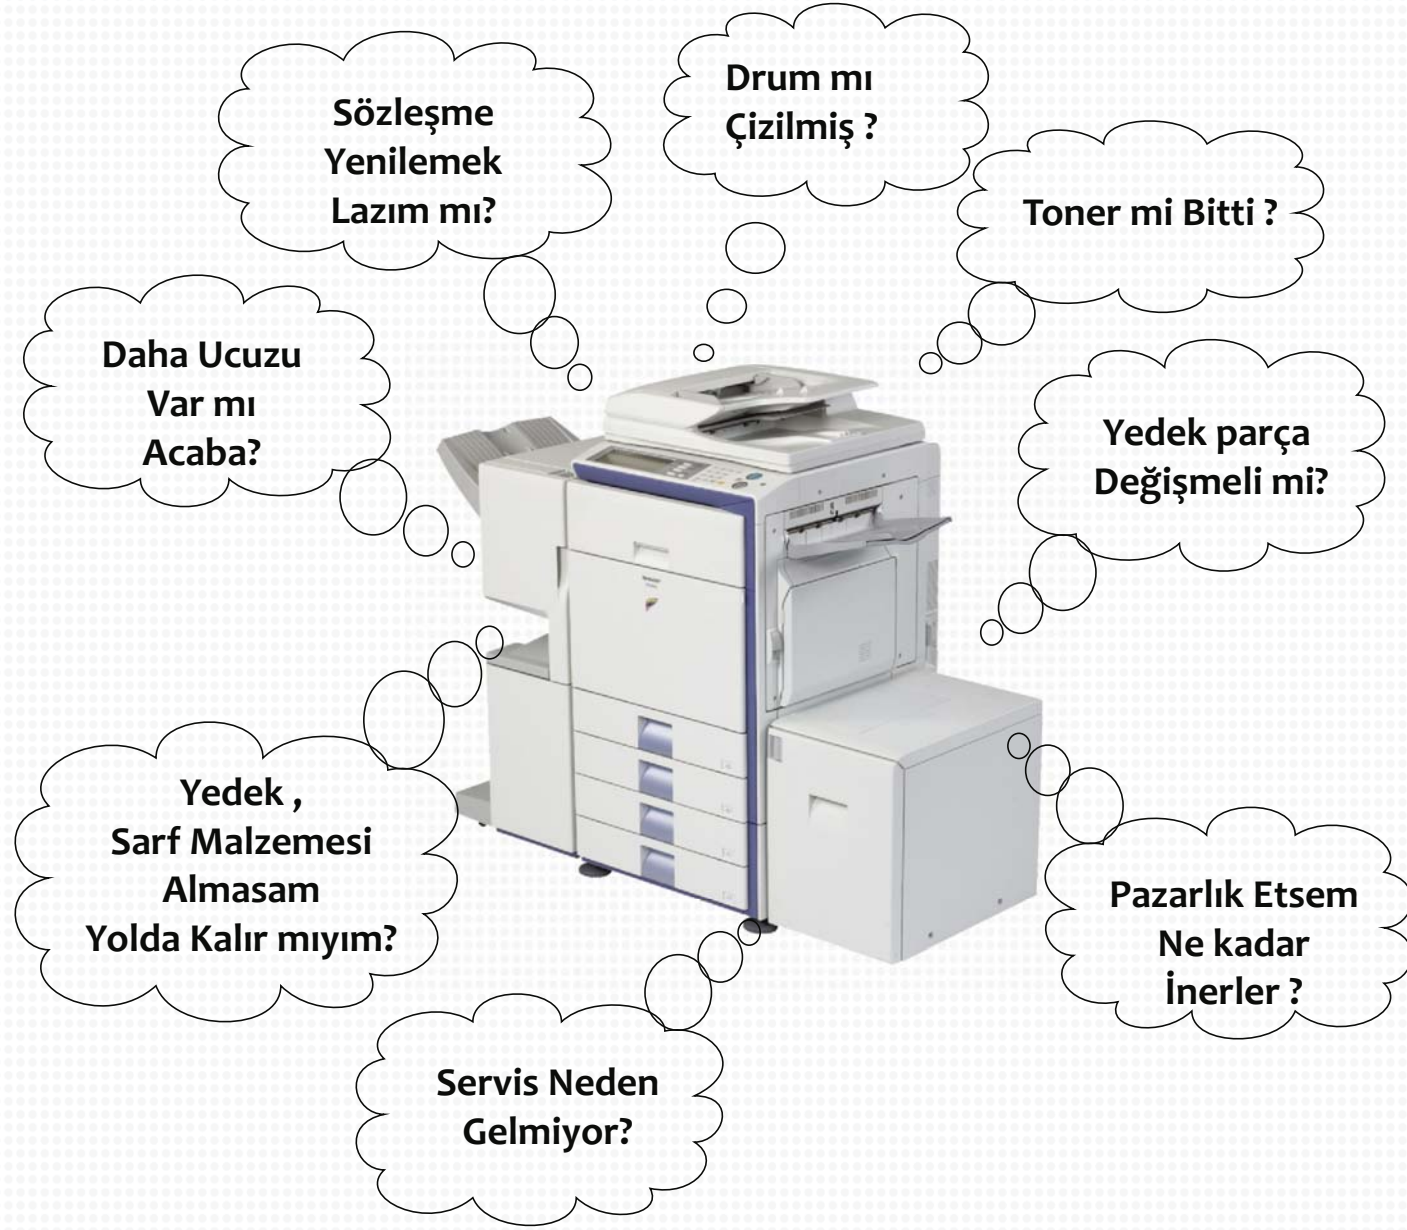 Drum mı
Çizilmiş ?
Sözleşme
Yenilemek
Lazım mı?
Toner mi Bitti ?
Daha Ucuzu
Var mı
Acaba?
Yedek parça
Değişmeli mi?
Yedek ,
Sarf Malzemesi
Almasam
Yolda Kalır mıyım?
Pazarlık Etsem
Ne kadar
İnerler ?
Servis Neden
Gelmiyor?